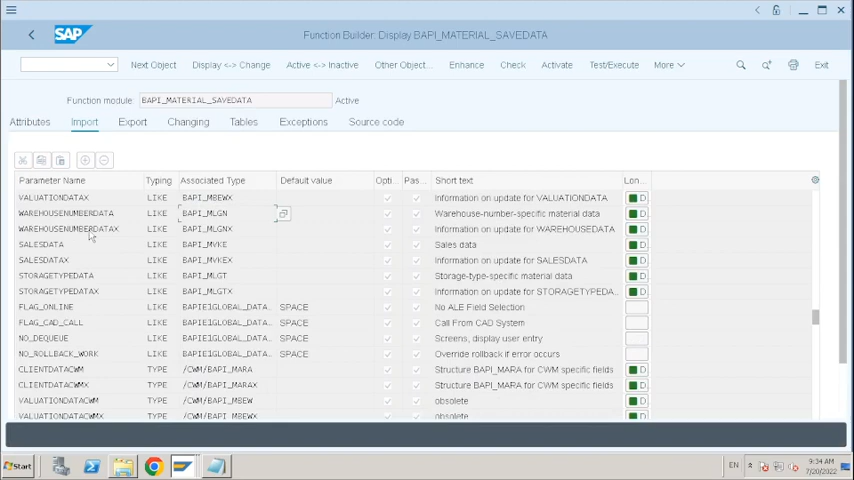 SAP Function Builder: Display BAPI_MATERIAL_SAVEDATA
Next Object Display <-> Change Active <-> Inactive Other Object... Enhance Check Activate Test/Execute More Exit
Function module: BAPI_MATERIAL_SAVEDATA Active
Attributes Import Export Changing Tables Exceptions Source code
Parameter Name Typing Associated Type Default value Opti... Pas... Short text Lon...
VALUATIONDATAX LIKE BAPI_MBEWX Information on update for VALUATIONDATA D
WAREHOUSENUMBERDATA LIKE BAPI_MLGN Warehouse-number-specific material data D
WAREHOUSENUMBERDATAX LIKE BAPI_MLGNX Information on update for WAREHOUSEDATA D
SALESDATA LIKE BAPI_MVKE Sales data D
SALESDATAX LIKE BAPI_MVKEX Information on update for SALESDATA D
STORAGETYPEDATA LIKE BAPI_MLGT Storage-type-specific material data D
STORAGETYPEDATAX LIKE BAPI_MLGTX Information on update for STORAGETYPEDA... D
FLAG_ONLINE LIKE BAPIE1GLOBAL_DATA... SPACE No ALE Field Selection
FLAG_CAD_CALL LIKE BAPIE1GLOBAL_DATA... SPACE Call From CAD System
NO_DEQUEUE LIKE BAPIE1GLOBAL_DATA... SPACE Screens, display user entry
NO_ROLLBACK_WORK LIKE BAPIE1GLOBAL_DATA... SPACE Override rollback if error occurs
CLIENTDATACWM TYPE /CWM/BAPI_MARA Structure BAPI_MARA for CWM specific fields D
CLIENTDATACWMX TYPE /CWM/BAPI_MARAX Structure BAPI_MARA for CWM specific fields D
VALUATIONDATACWM TYPE /CWM/BAPI_MBEW obsolete D
VALUATIONDATACWMX TYPE /CWM/BAPI_MBEWX obsolete D
Start EN 9:34 AM
7/20/2022